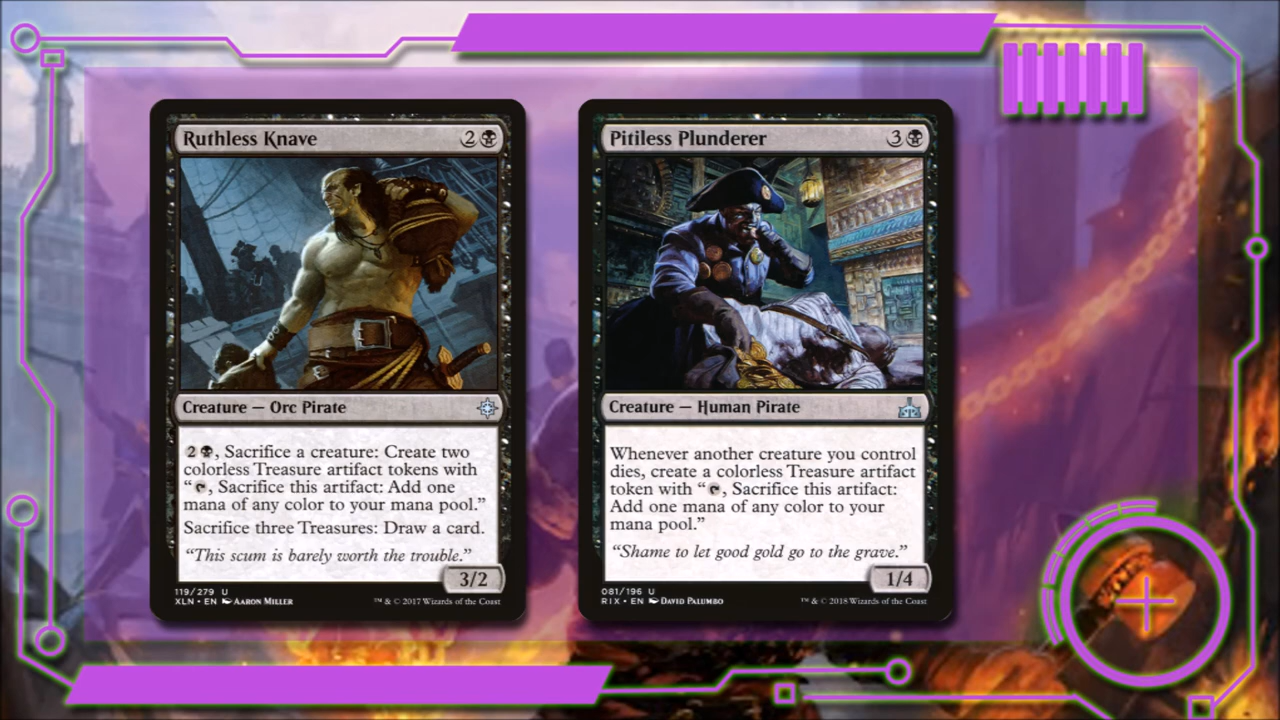 Ruthless Knave 2
Creature — Orc Pirate
2, Sacrifice a creature: Create two
colorless Treasure artifact tokens with
“, Sacrifice this artifact: Add one
mana of any color to your mana pool.”
Sacrifice three Treasures: Draw a card.
“This scum is barely worth the trouble.”
3/2
119/279 U
XLN • EN Aaron Miller
™ & © 2017 Wizards of the Coast
Pitiless Plunderer 3
Creature — Human Pirate
Whenever another creature you control
dies, create a colorless Treasure artifact
token with “, Sacrifice this artifact:
Add one mana of any color to your
mana pool.”
“Shame to let good gold go to the grave.”
1/4
081/196 U
RIX • EN David Palumbo
™ & © 2018 Wizards of the Coast